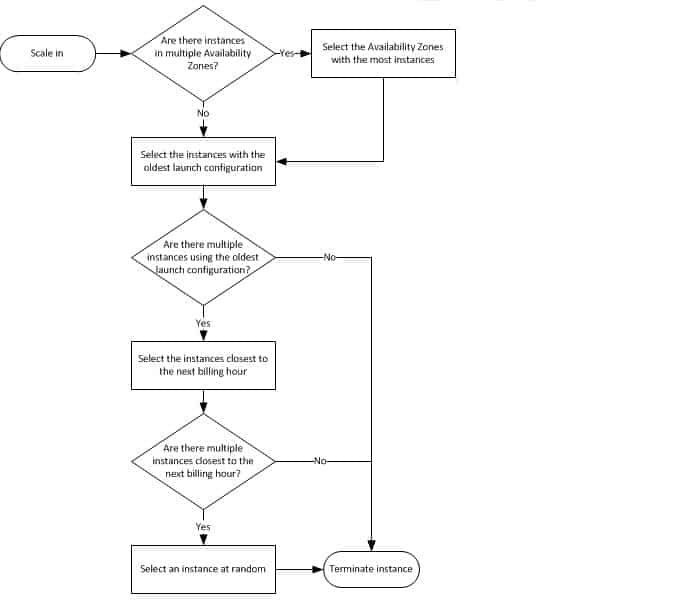 Scale in
Are there instances
in multiple Availability
Zones?
Yes
Select the Availability Zones
with the most instances
No
Select the instances with the
oldest launch configuration
Are there multiple
instances using the oldest
launch configuration?
No
Yes
Select the instances closest to
the next billing hour
Are there multiple
instances closest to the
next billing hour?
No
Yes
Select an instance at random
Terminate instance